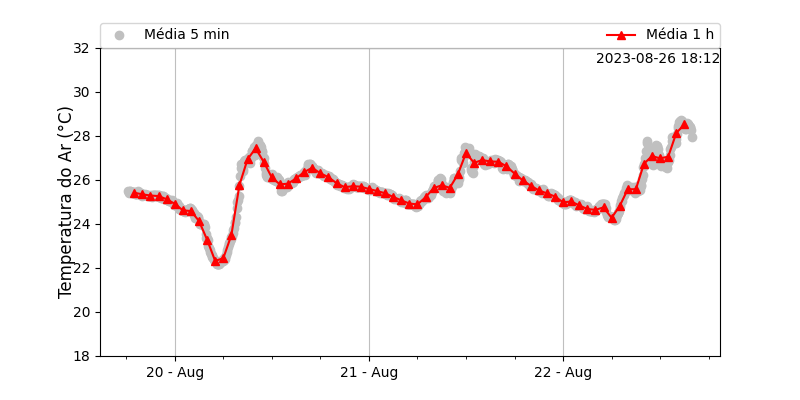 Média 5 min
Média 1 h
2023-08-26 18:12
Temperatura do Ar (°C)
32
30
28
26
24
22
20
18
20 - Aug
21 - Aug
22 - Aug